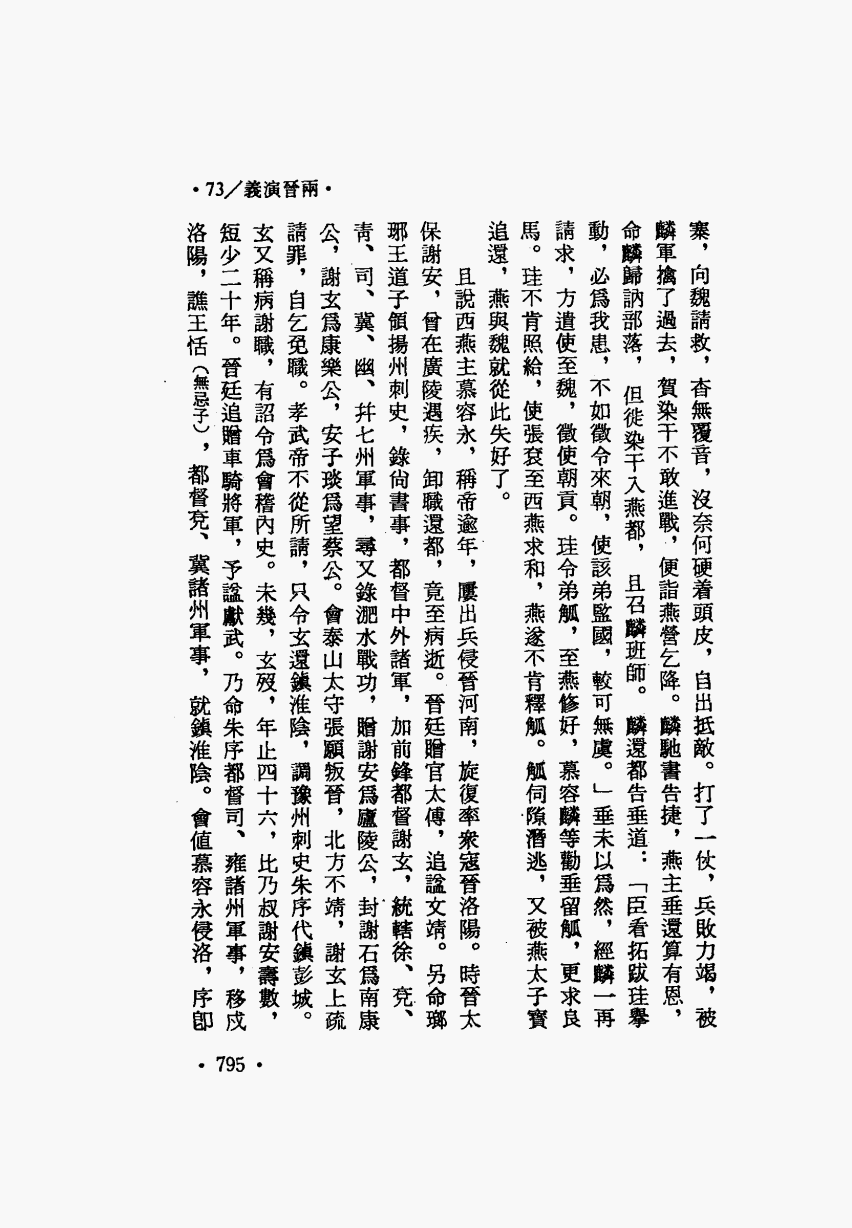 •73／義演晉兩•
寨，向魏請救，杳無覆音，沒奈何硬着頭皮，自出抵敵。打了一仗，兵敗力竭，被
麟軍擒了過去，賀染干不敢進戰，便詣燕營乞降。麟馳書告捷，燕主垂還算有恩，
命麟歸訥部落，但徙染干入燕都，且召麟班師。麟還都告垂道：「臣看拓跋珪舉
動，必爲我患，不如徵令來朝，使該弟監國，較可無虞。」垂未以爲然，經麟一再
請求，方遣使至魏，徵使朝貢。珪令弟觚，至燕修好，慕容麟等勸垂留觚，更求良
馬。珪不肯照給，使張袞至西燕求和，燕遂不肯釋觚。觚伺隙潛逃，又被燕太子寶
追還，燕與魏就從此失好了。
且說西燕主慕容永，稱帝逾年，屢出兵侵晉河南，旋復率衆寇晉洛陽。時晉太
保謝安，曾在廣陵遇疾，卸職還都，竟至病逝。晉廷贈官太傅，追諡文靖。另命瑯
琊王道子領揚州刺史，錄尚書事，都督中外諸軍，加前鋒都督謝玄，統轄徐、兗、
青、司、冀、幽、幷七州軍事，尋又錄淝水戰功，贈謝安爲廬陵公，封謝石爲南康
公，謝玄爲康樂公，安子琰爲望蔡公。會泰山太守張願叛晉，北方不靖，謝玄上疏
請罪，自乞免職。孝武帝不從所請，只令玄還鎮淮陰，調豫州刺史朱序代鎮彭城。
玄又稱病謝職，有詔令爲會稽內史。未幾，玄歿，年止四十六，比乃叔謝安壽數，
短少二十年。晉廷追贈車騎將軍，予諡獻武。乃命朱序都督司、雍諸州軍事，移戍
洛陽，譙王恬（無忌子），都督兗、冀諸州軍事，就鎮淮陰。會值慕容永侵洛，序卽
•795•